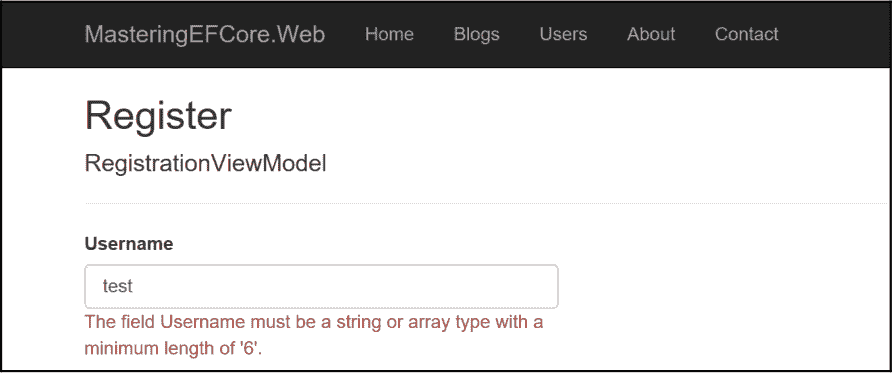 MasteringEFCore.Web Home Blogs Users About Contact
Register
RegistrationViewModel
Username
test
The field Username must be a string or array type with a
minimum length of '6'.